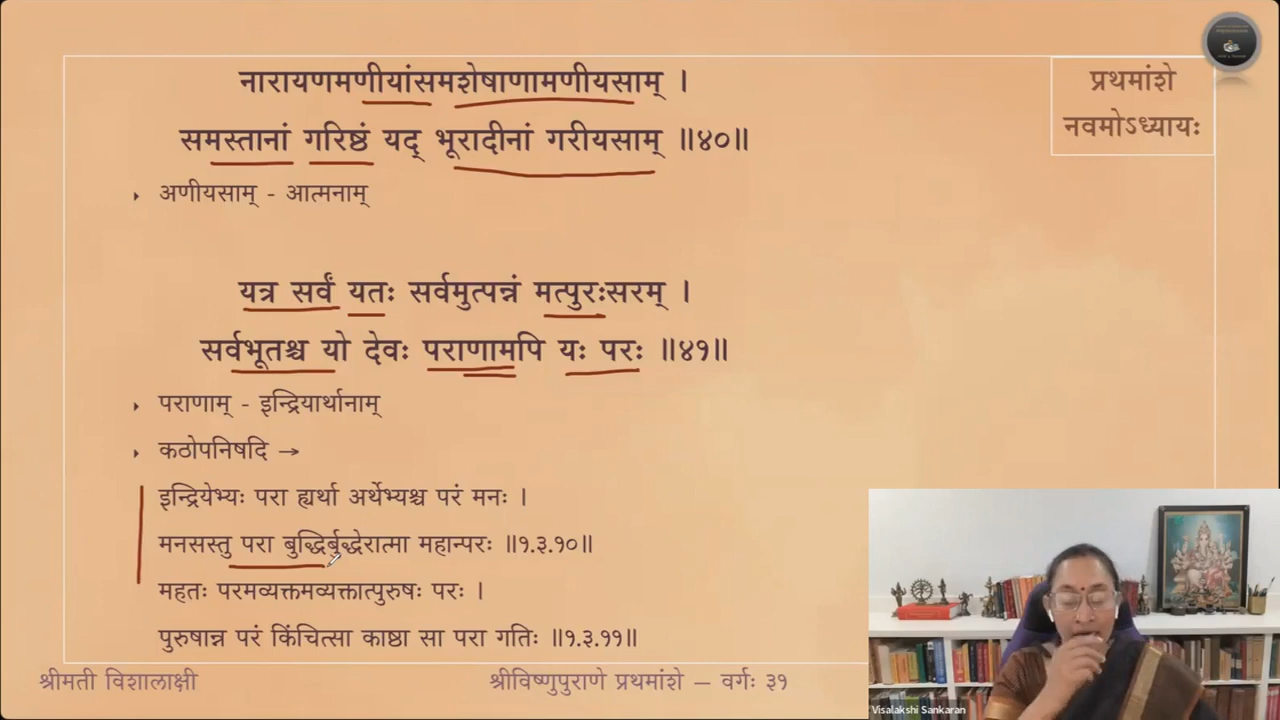 नारायणमणीयांसमशेषाणामणीयसाम् ।
समस्तानां गरिष्ठं यद् भूरादीनां गरीयसाम् ॥४०॥
अणीयसाम् - आत्मनाम्
यत्र सर्वं यतः सर्वमुत्पन्नं मत्पुरःसरम् ।
सर्वभूतश्च यो देवः पराणामपि यः परः ॥४१॥
पराणाम् - इन्द्रियार्थानाम्
कठोपनिषदि →
इन्द्रियेभ्यः परा ह्यर्था अर्थेभ्यश्च परं मनः ।
मनसस्तु परा बुद्धिर्बुद्धेरात्मा महान्परः ॥१.३.१०॥
महतः परमव्यक्तमव्यक्तात्पुरुषः परः ।
पुरुषान्न परं किंचित्सा काष्ठा सा परा गतिः ॥१.३.११॥
प्रथमांशे
नवमोऽध्यायः
श्रीमती विशालाक्षी
श्रीविष्णुपुराणे प्रथमांशे – वर्गः ३१
Visalakshi Sankaran